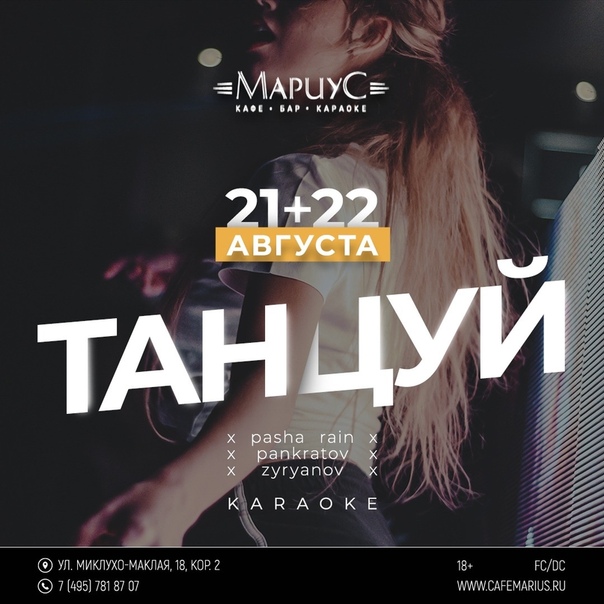 МАРИУС
КАФЕ • БАР • КАРАОКЕ
21+22
АВГУСТА
ТАНЦУЙ
x pasha rain x
x pankratov x
x zyryanov x
KARAOKE
УЛ. МИКЛУХО-МАКЛАЯ, 18, КОР. 2
18+ FC/DC
7 (495) 781 87 07
WWW.CAFEMARIUS.RU